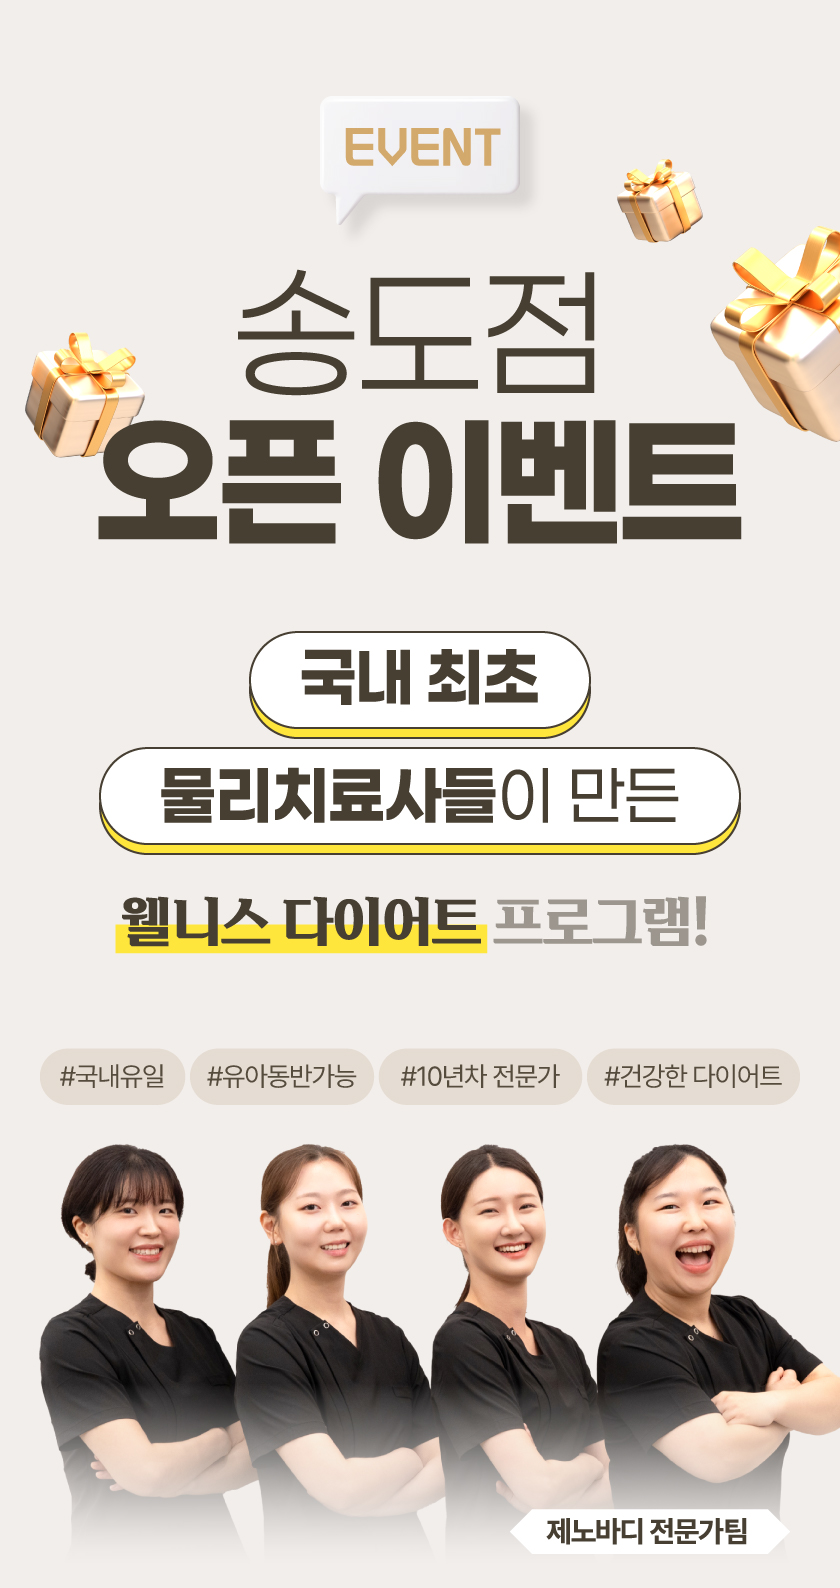 EVENT
송도점
오픈 이벤트
국내 최초
물리치료사들이 만든
웰니스 다이어트 프로그램!
#국내유일 #유아동반가능 #10년차 전문가 #건강한 다이어트
제노바디 전문가팀